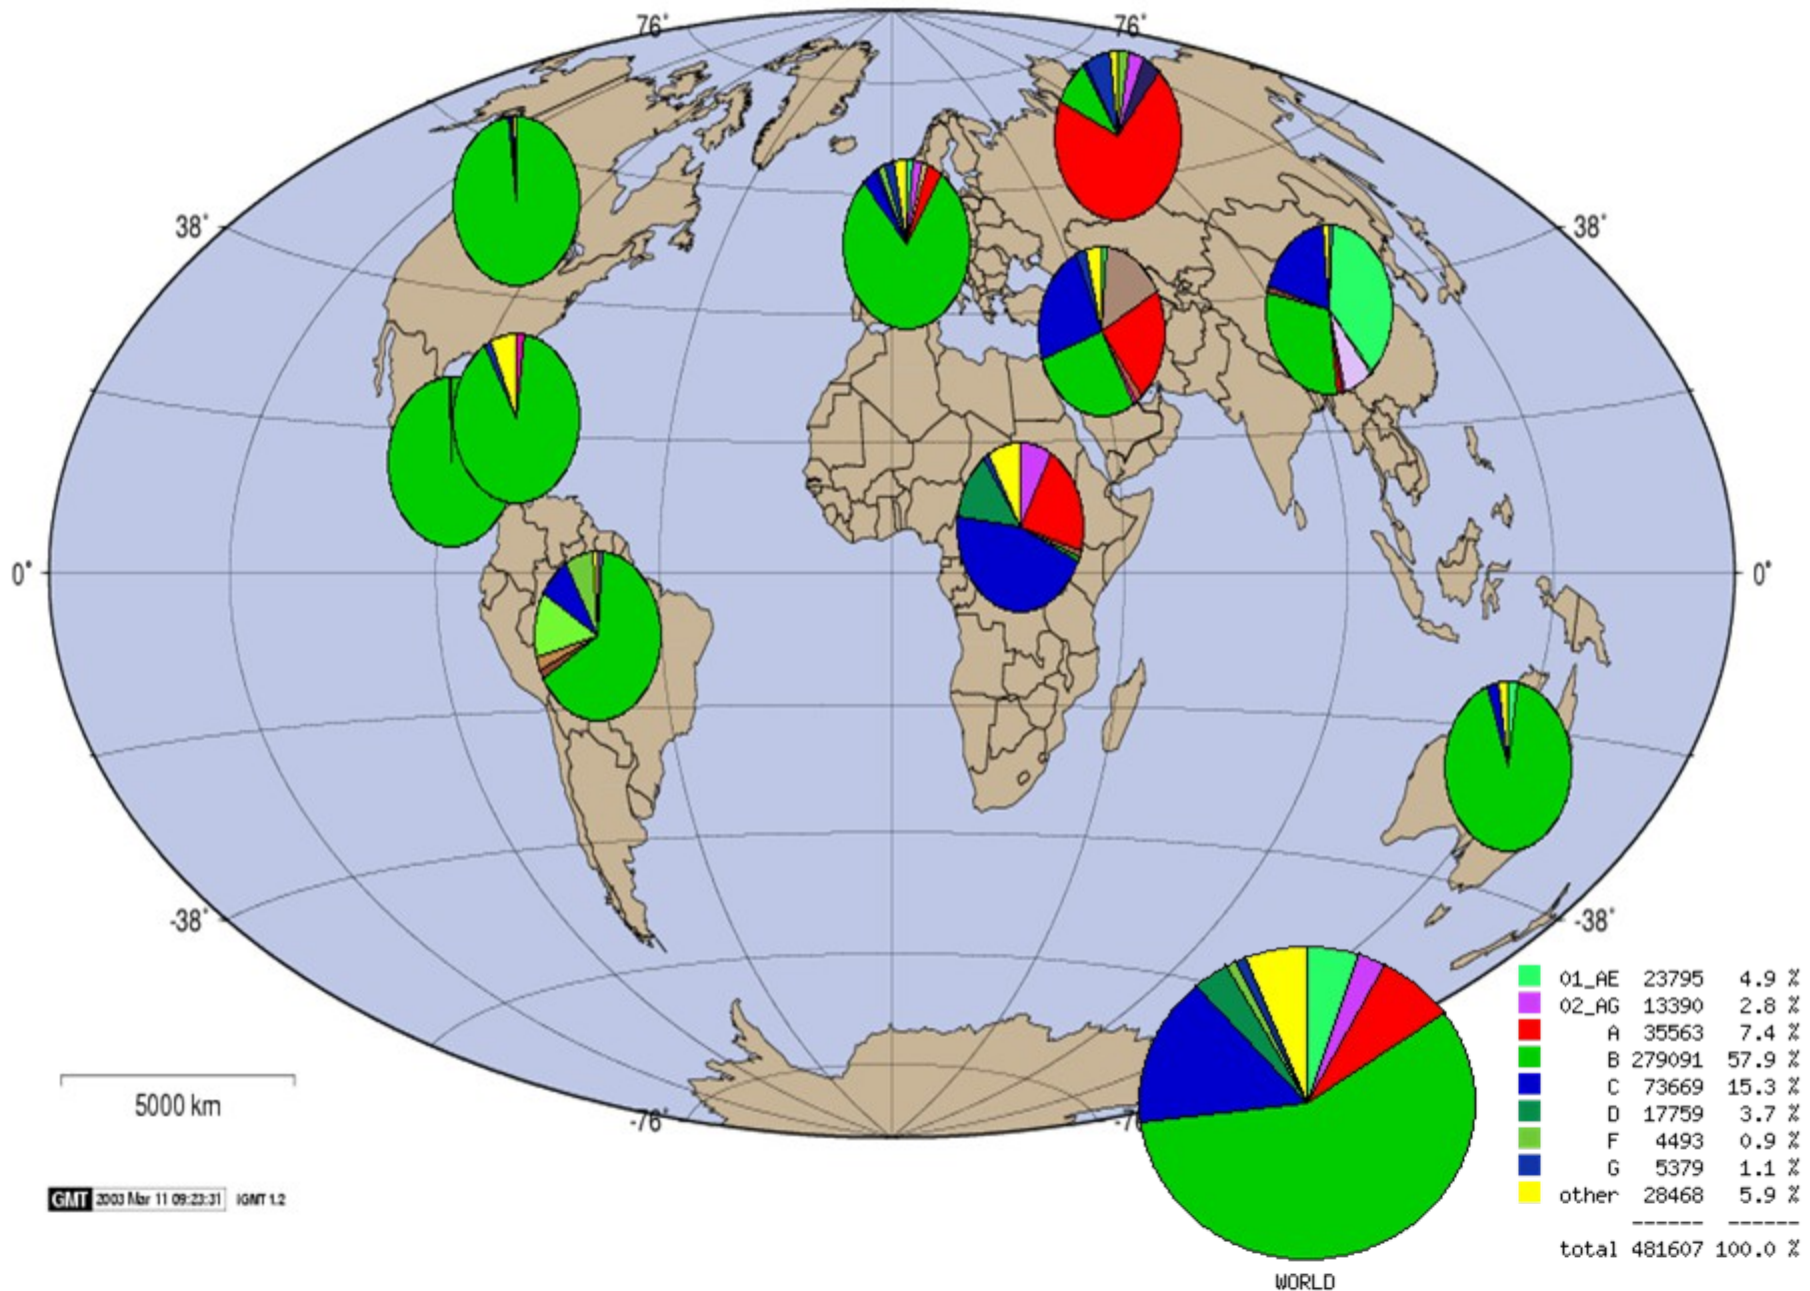 76° 76°
38° 38°
0° 0°
-38° -38°
-76° -7
5000 km
GMT 2003 Mar 11 09:23:31 IGMT 1.2
01_AE 23795 4.9 %
02_AG 13390 2.8 %
A 35563 7.4 %
B 279091 57.9 %
C 73669 15.3 %
D 17759 3.7 %
F 4493 0.9 %
G 5379 1.1 %
other 28468 5.9 %
------ ------
total 481607 100.0 %
WORLD